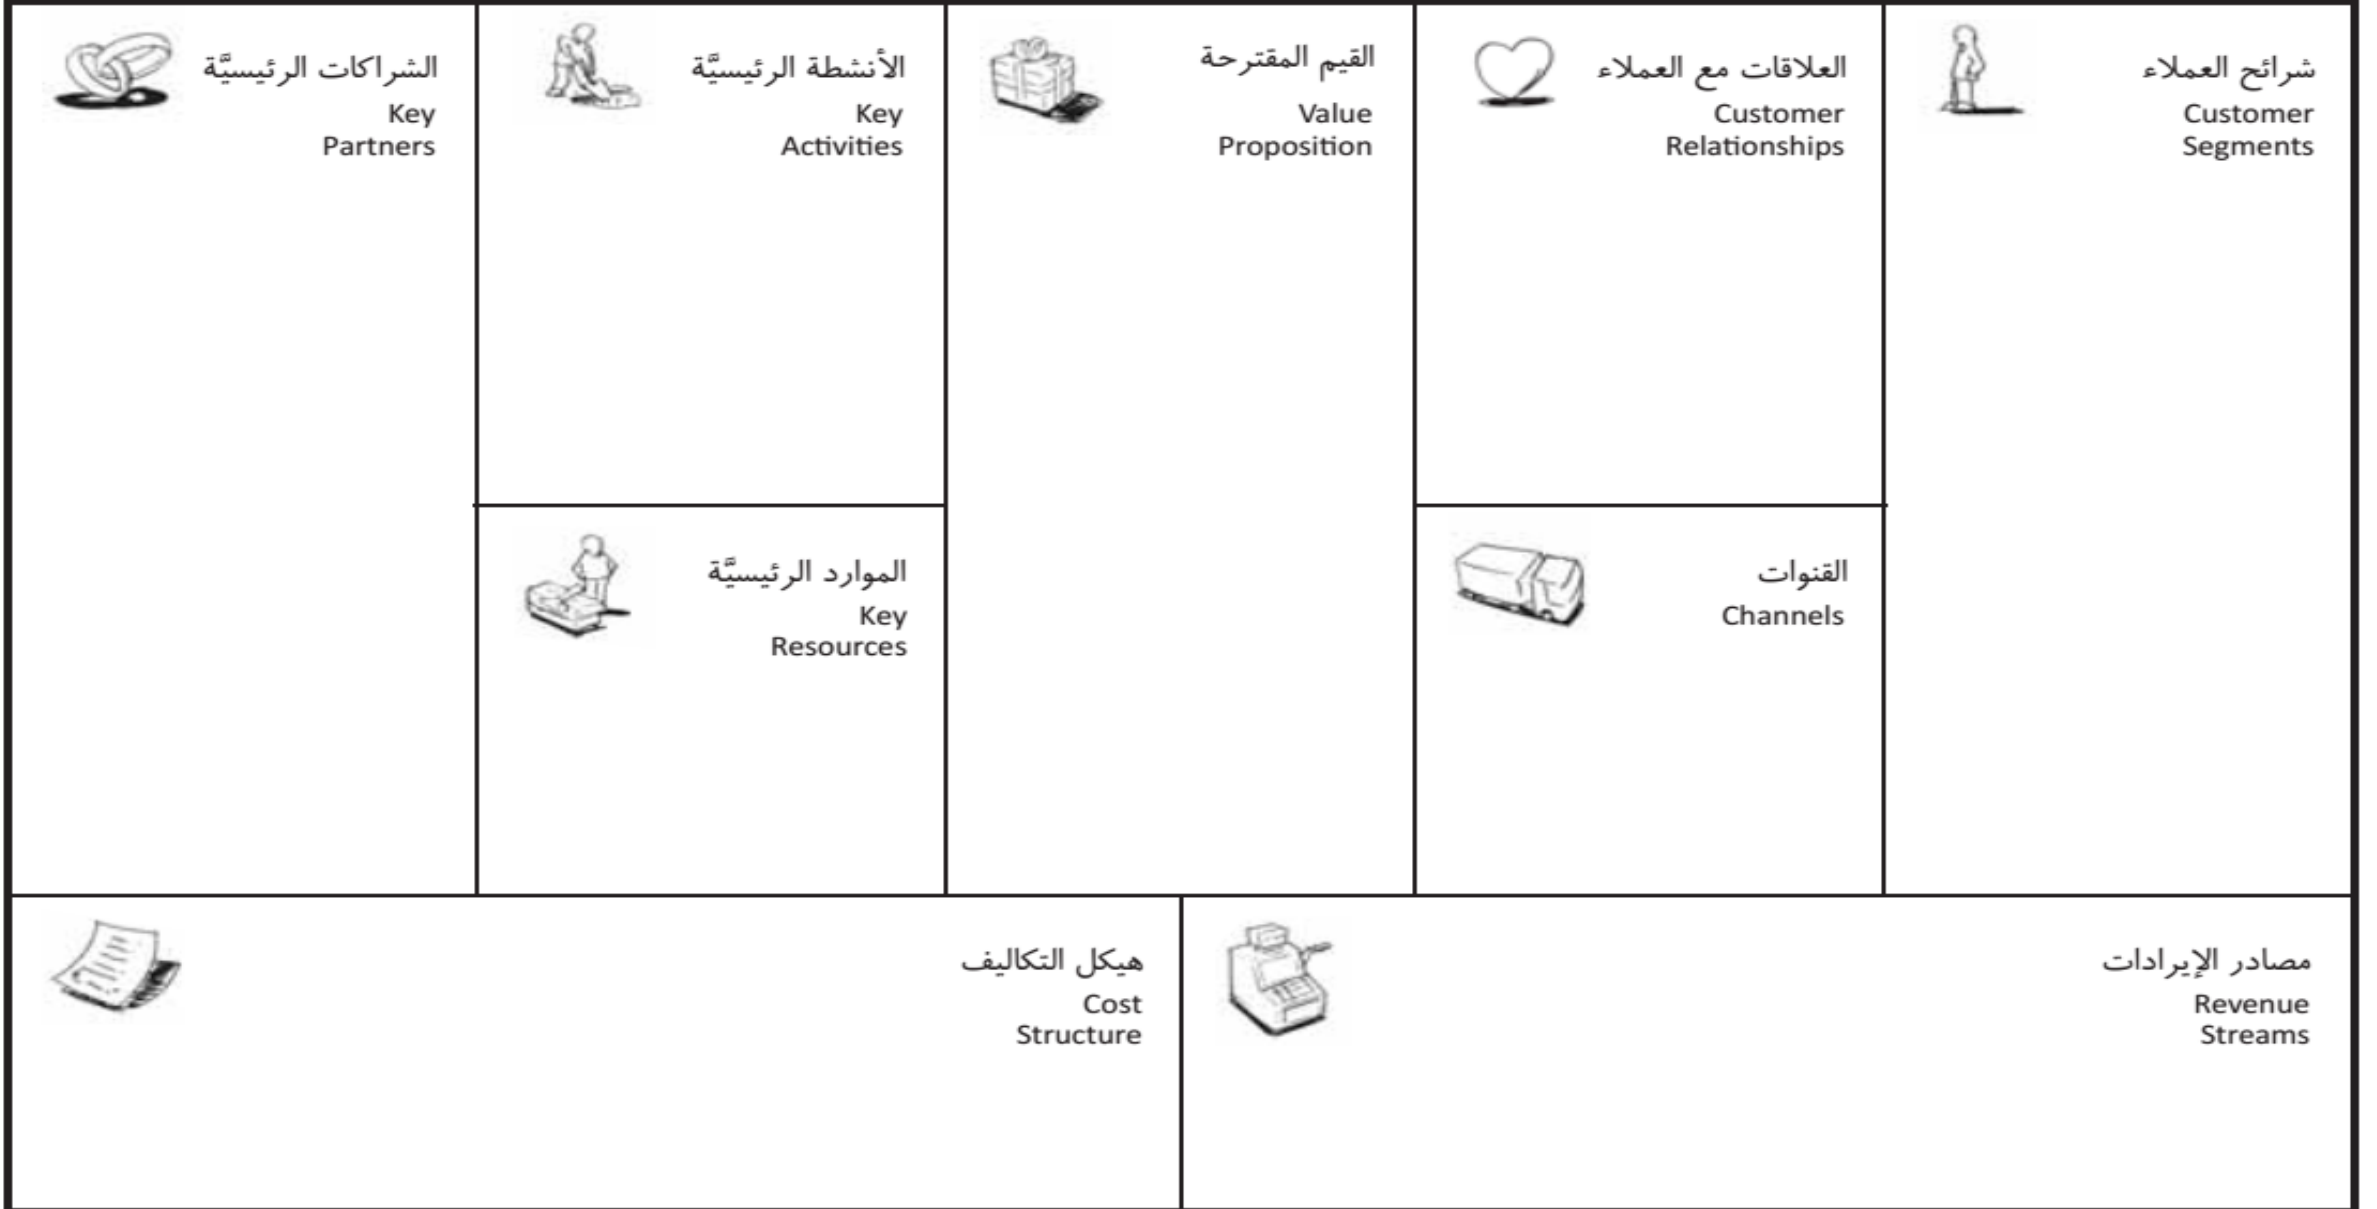 شرائح العملاء
Customer
Segments
العلاقات مع العملاء
Customer
Relationships
القيم المقترحة
Value
Proposition
الأنشطة الرئيسيَّة
Key
Activities
الشراكات الرئيسيَّة
Key
Partners
القنوات
Channels
الموارد الرئيسيَّة
Key
Resources
مصادر الإيرادات
Revenue
Streams
هيكل التكاليف
Cost
Structure